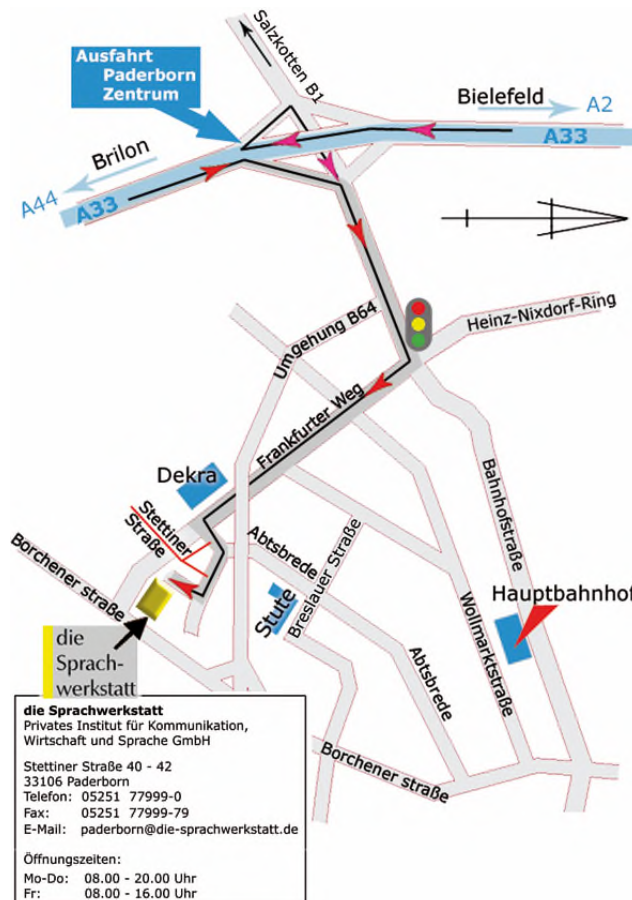 Salzkotten B1
Ausfahrt
Paderborn
Zentrum
Bielefeld
A2
A33
Brilon
A44
A33
Umgehung B64
Heinz-Nixdorf-Ring
Frankfurter Weg
Dekra
Bahnhofstraße
Stettiner
Straße
Abtsbrede
Breslauer Straße
Borchener straße
Stute
Hauptbahnhof
Wollmarktstraße
Abtsbrede
die
Sprach-
werkstatt
Borchener straße
die Sprachwerkstatt
Privates Institut für Kommunikation,
Wirtschaft und Sprache GmbH
Stettiner Straße 40 - 42
33106 Paderborn
Telefon: 05251 77999-0
Fax: 05251 77999-79
E-Mail: paderborn@die-sprachwerkstatt.de
Öffnungszeiten:
Mo-Do: 08.00 - 20.00 Uhr
Fr: 08.00 - 16.00 Uhr